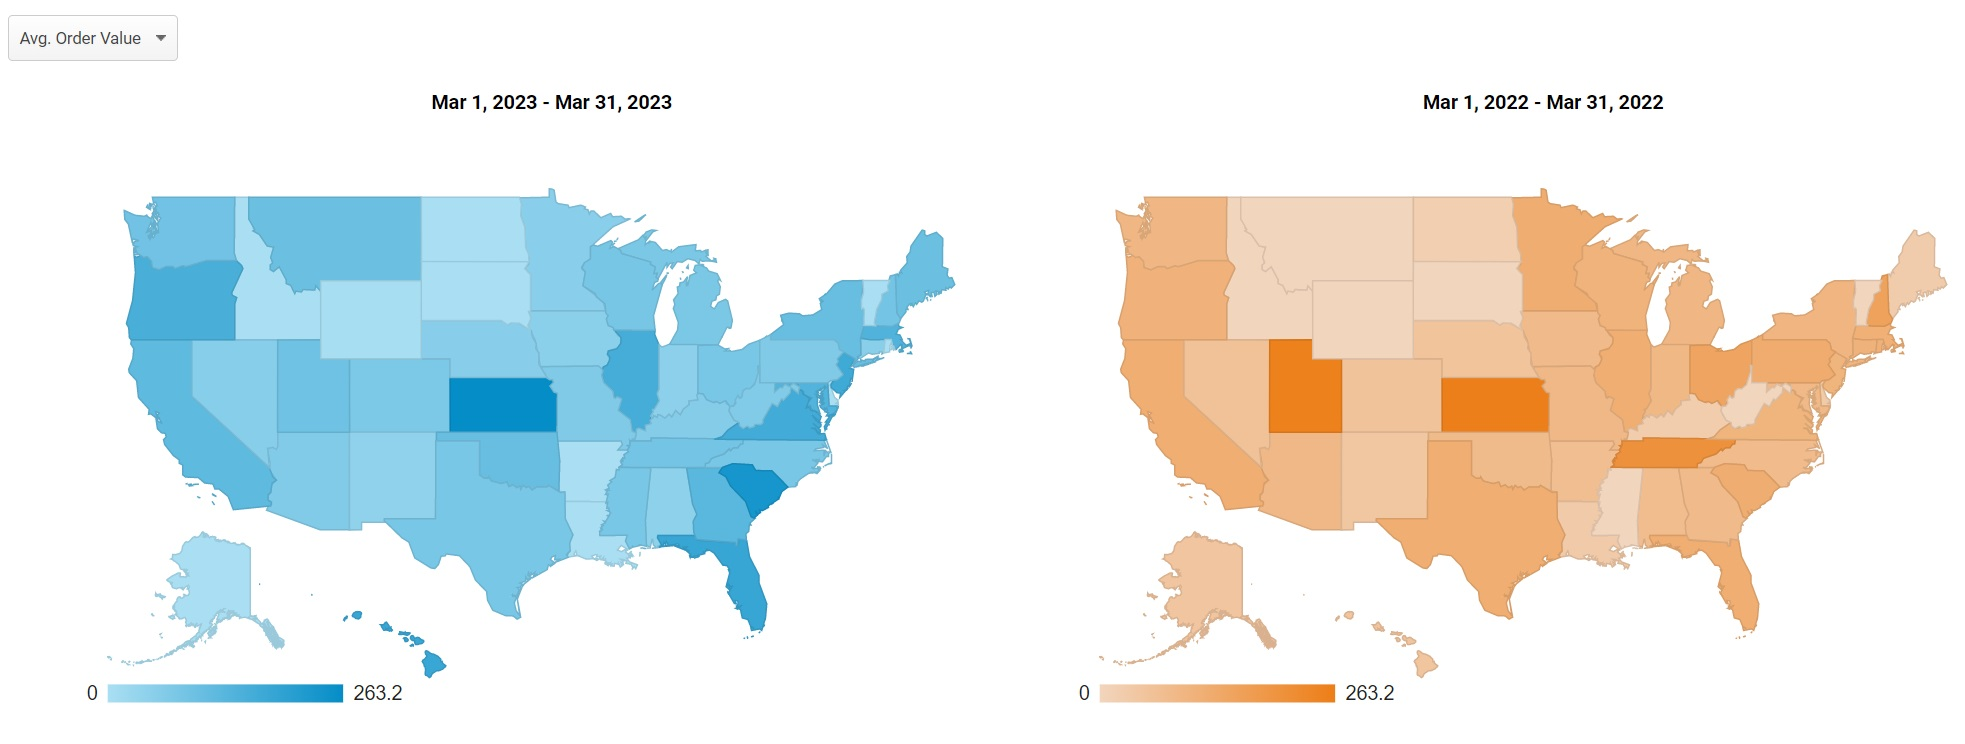 Avg. Order Value
Mar 1, 2023 - Mar 31, 2023
Mar 1, 2022 - Mar 31, 2022
0 263.2
0 263.2